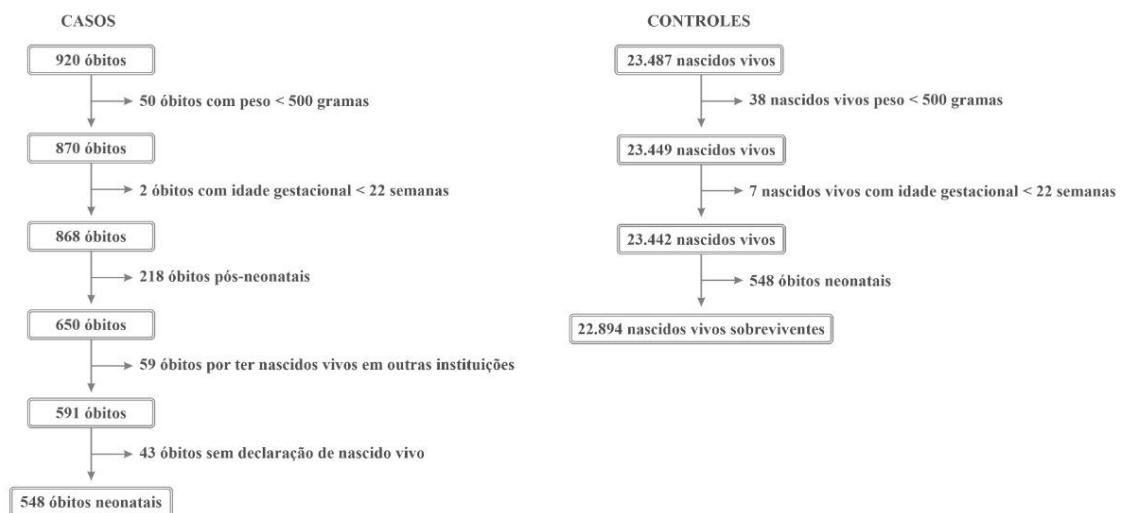 CASOS
920 óbitos
50 óbitos com peso < 500 gramas
870 óbitos
2 óbitos com idade gestacional < 22 semanas
868 óbitos
218 óbitos pós-neonatais
650 óbitos
59 óbitos por ter nascidos vivos em outras instituições
591 óbitos
43 óbitos sem declaração de nascido vivo
548 óbitos neonatais
CONTROLES
23.487 nascidos vivos
38 nascidos vivos peso < 500 gramas
23.449 nascidos vivos
7 nascidos vivos com idade gestacional < 22 semanas
23.442 nascidos vivos
548 óbitos neonatais
22.894 nascidos vivos sobreviventes